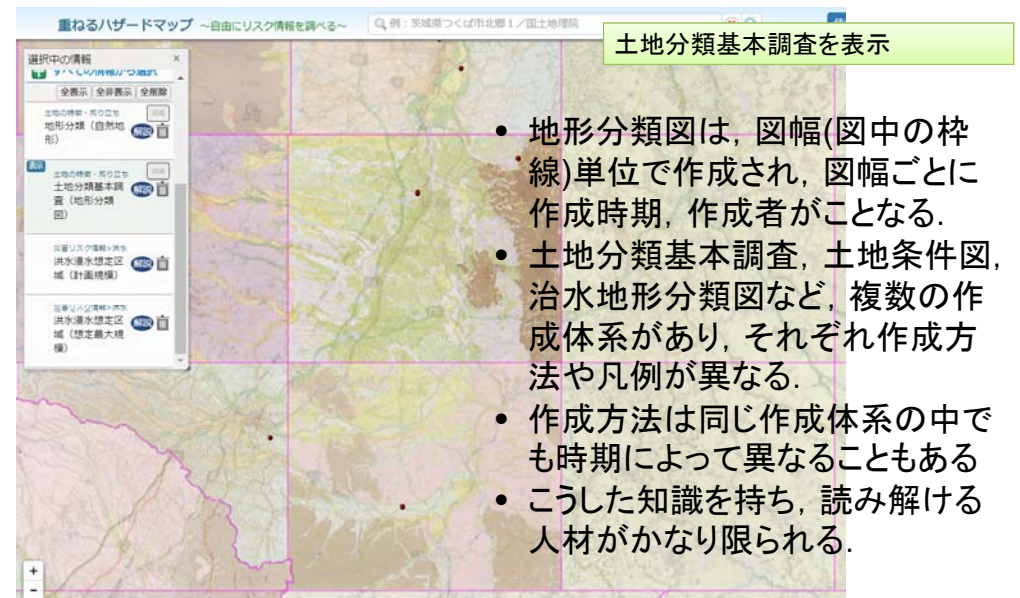 重ねるハザードマップ ～自由にリスク情報を調べる～
例：茨城県つくば市北郷１／国土地理院
土地分類基本調査を表示
選択中の情報
×
すべての情報から選択
全表示
全非表示
全削除
土地の特徴・成り立ち
地形分類（自然地
形）
解説
表示
土地の特徴・成り立ち
土地分類基本調
査（地形分類
図）
解説
災害リスク情報>洪水
洪水浸水想定区
域（計画規模）
解説
災害リスク情報>洪水
洪水浸水想定区
域（想定最大規
模）
解説
• 地形分類図は，図幅(図中の枠
線)単位で作成され，図幅ごとに
作成時期，作成者がことなる．
• 土地分類基本調査，土地条件図，
治水地形分類図など，複数の作
成体系があり，それぞれ作成方
法や凡例が異なる．
• 作成方法は同じ作成体系の中で
も時期によって異なることもある
• こうした知識を持ち，読み解ける
人材がかなり限られる．
+
−